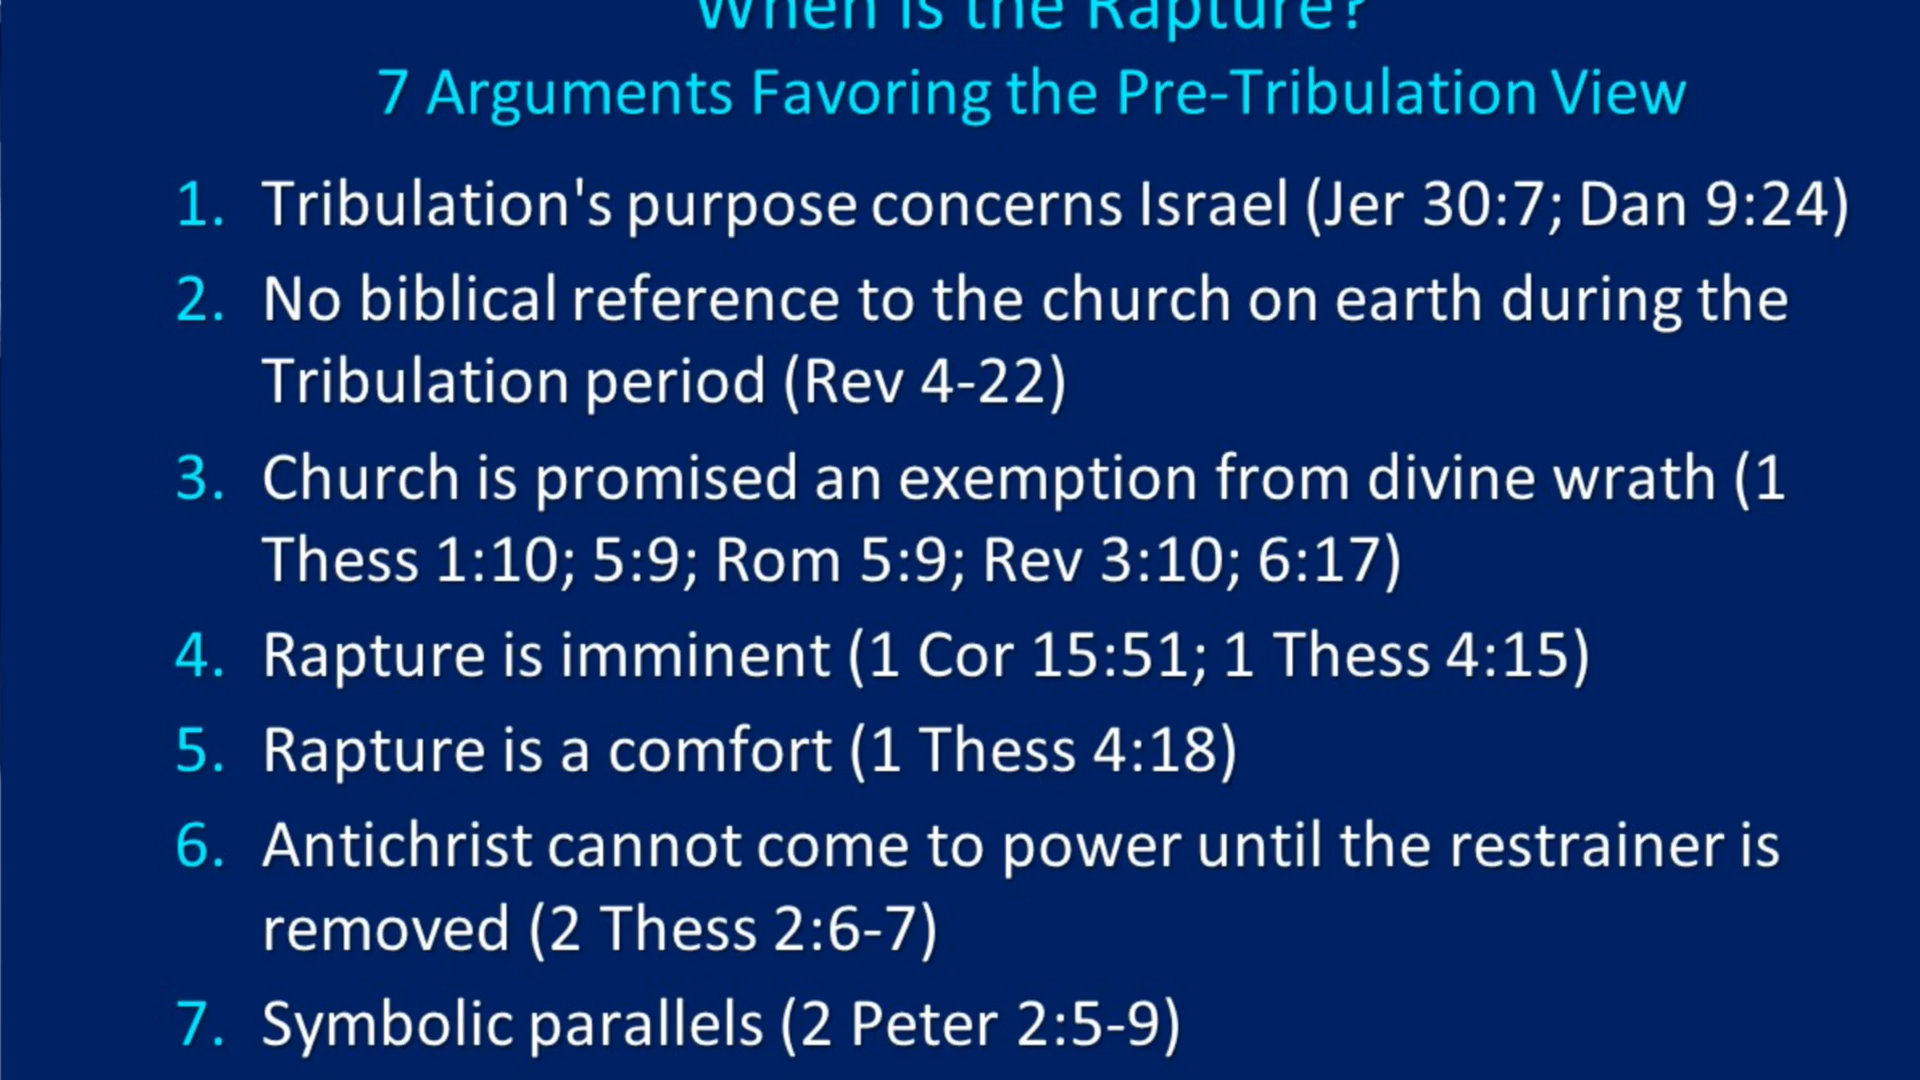 When is the Rapture?
7 Arguments Favoring the Pre-Tribulation View
1. Tribulation's purpose concerns Israel (Jer 30:7; Dan 9:24)
2. No biblical reference to the church on earth during the
Tribulation period (Rev 4-22)
3. Church is promised an exemption from divine wrath (1
Thess 1:10; 5:9; Rom 5:9; Rev 3:10; 6:17)
4. Rapture is imminent (1 Cor 15:51; 1 Thess 4:15)
5. Rapture is a comfort (1 Thess 4:18)
6. Antichrist cannot come to power until the restrainer is
removed (2 Thess 2:6-7)
7. Symbolic parallels (2 Peter 2:5-9)